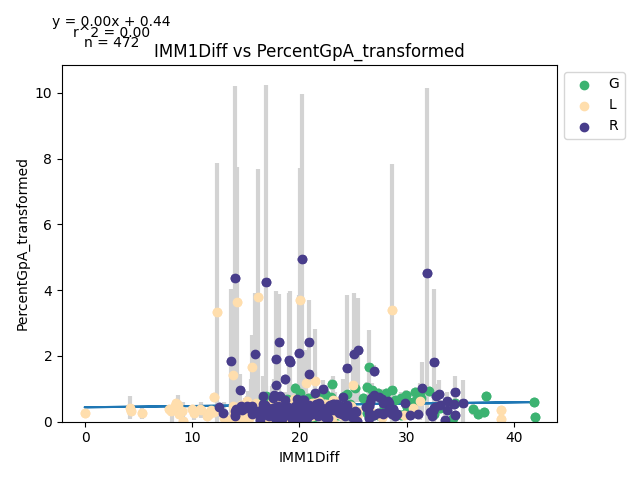 y = 0.00x + 0.44
r^2 = 0.00
n = 472
IMM1Diff vs PercentGpA_transformed
G
L
R
PercentGpA_transformed
10
8
6
4
2
0
0 10 20 30 40
IMM1Diff